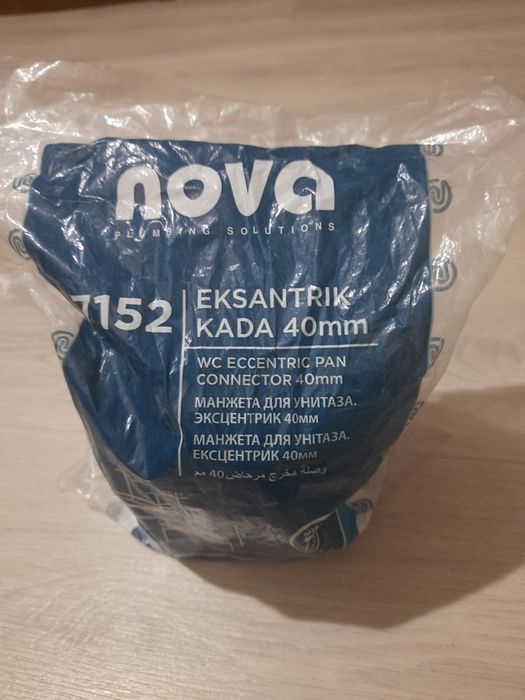 nova
PLUMBING SOLUTIONS
7152
EKSANTRIK
KADA 40mm
WC ECCENTRIC PAN
CONNECTOR 40mm
МАНЖЕТА ДЛЯ УНИТАЗА.
ЭКСЦЕНТРИК 40мм
МАНЖЕТА ДЛЯ УНІТАЗА.
ЕКСЦЕНТРИК 40мм
وصلة مخرج مرحاض 40 مم